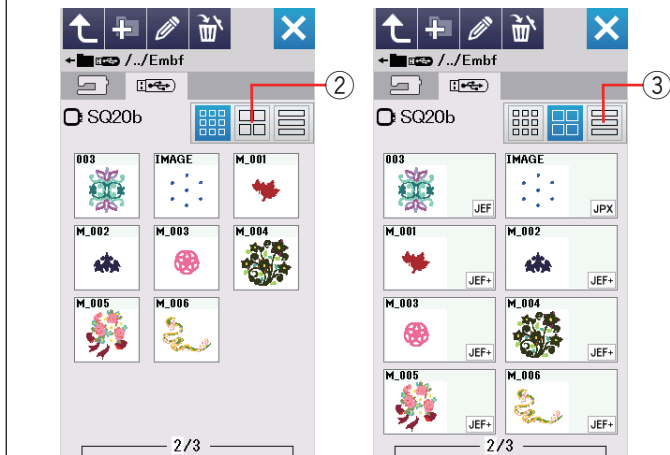 /../Embf
SQ20b
②
003 IMAGE M_001
M_002 M_003 M_004
M_005 M_006
2/3
/../Embf
SQ20b
③
003 IMAGE
JEF JPX
M_001 M_002
JEF+ JEF+
M_003 M_004
JEF+ JEF+
M_005 M_006
JEF+ JEF+
2/3